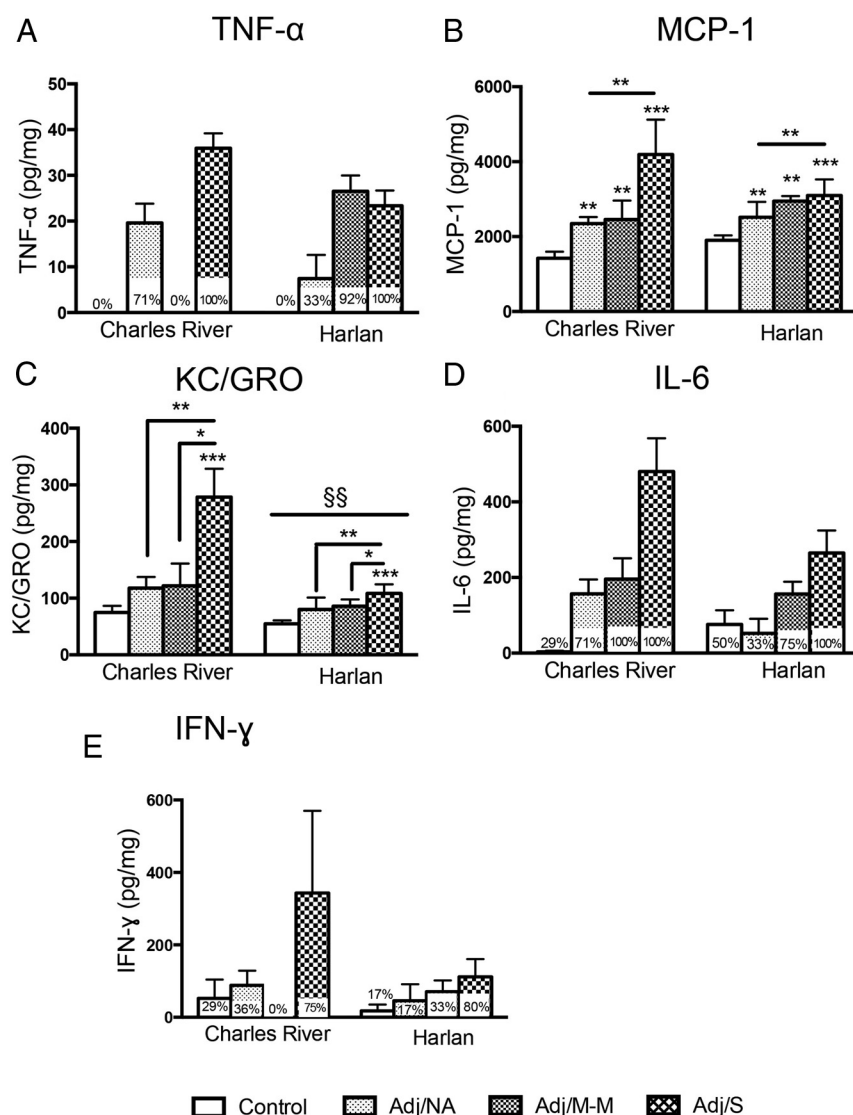 A TNF-α
TNF-α (pg/mg)
50
40
30
20
10
0
0% 71% 0% 100% 0% 33% 92% 100%
Charles River Harlan
B MCP-1
MCP-1 (pg/mg)
6000
4000
2000
0
** *** ** ** ** *** ** **
Charles River Harlan
C KC/GRO
KC/GRO (pg/mg)
400
300
200
100
0
** * *** §§ ** * ***
Charles River Harlan
D IL-6
IL-6 (pg/mg)
600
400
200
0
29% 71% 100% 100% 50% 33% 75% 100%
Charles River Harlan
E IFN-ɣ
IFN-ɣ (pg/mg)
600
400
200
0
29% 36% 0% 75% 17% 17% 33% 80%
Charles River Harlan
Control Adj/NA Adj/M-M Adj/S